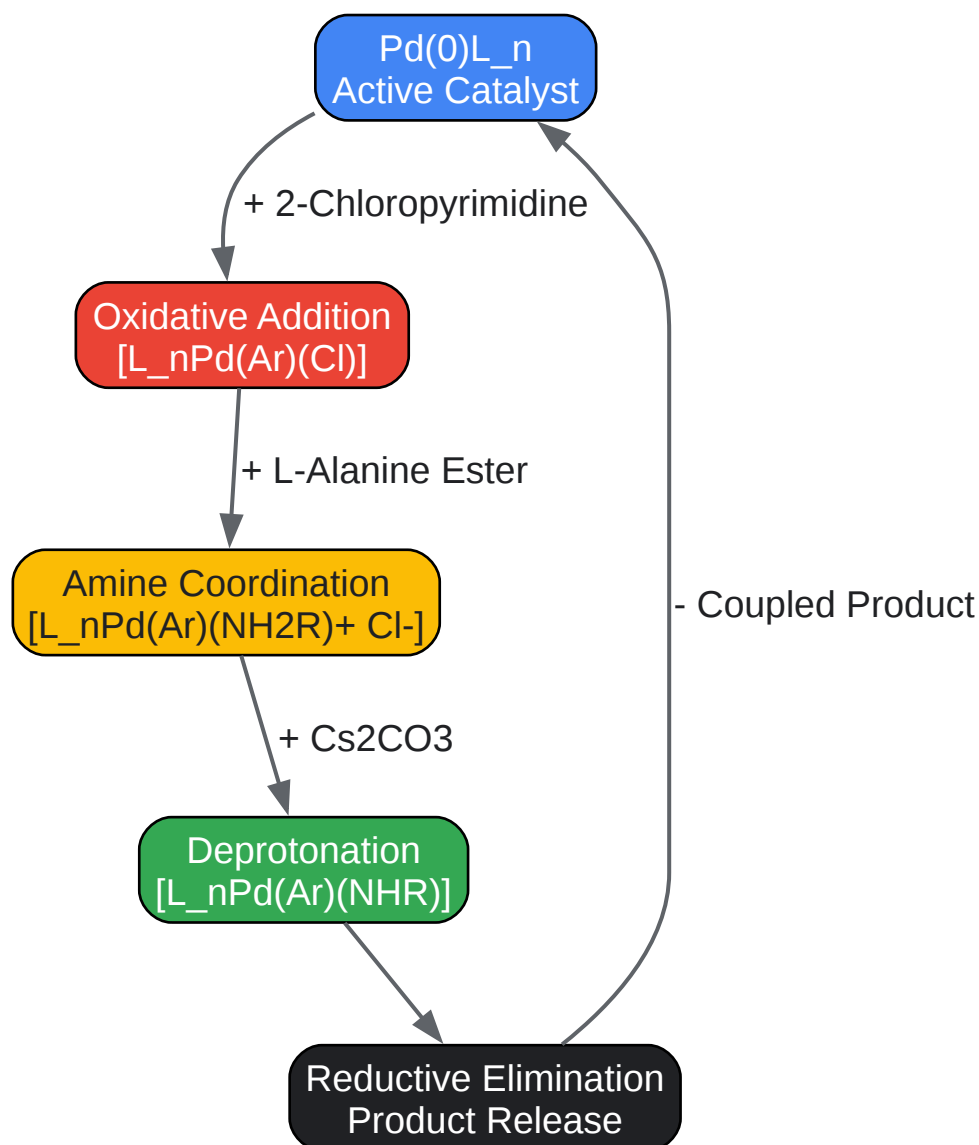 Pd(0)L_n
Active Catalyst
+ 2-Chloropyrimidine
Oxidative Addition
[L_nPd(Ar)(Cl)]
+ L-Alanine Ester
Amine Coordination
[L_nPd(Ar)(NH2R)+ Cl-]
- Coupled Product
+ Cs2CO3
Deprotonation
[L_nPd(Ar)(NHR)]
Reductive Elimination
Product Release